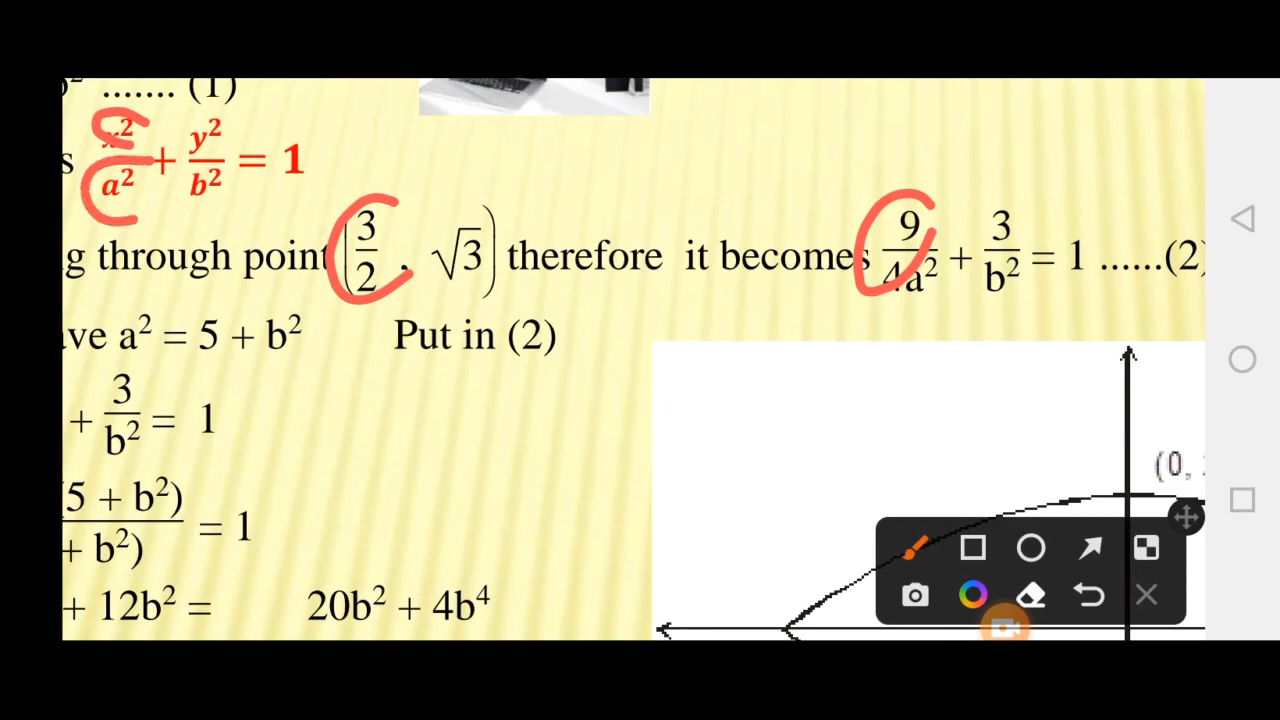 b² ....... (1)
s x²/a² + y²/b² = 1
g through point (3/2 , √3) therefore it becomes 9/4a² + 3/b² = 1 ......(2)
ve a² = 5 + b² Put in (2)
+ 3/b² = 1
(5 + b²)/+ b²) = 1
+ 12b² = 20b² + 4b⁴
(0,